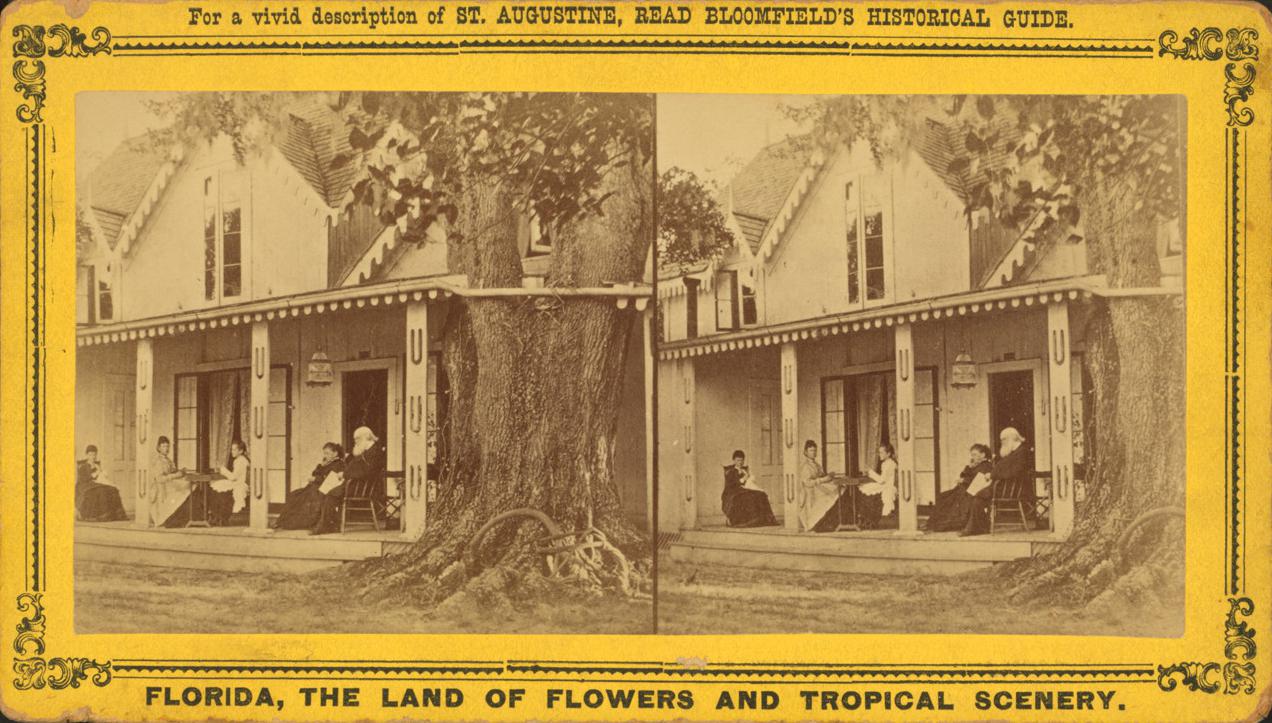 For a vivid description of ST. AUGUSTINE, READ BLOOMFIELD'S HISTORICAL GUIDE.
FLORIDA, THE LAND OF FLOWERS AND TROPICAL SCENERY.